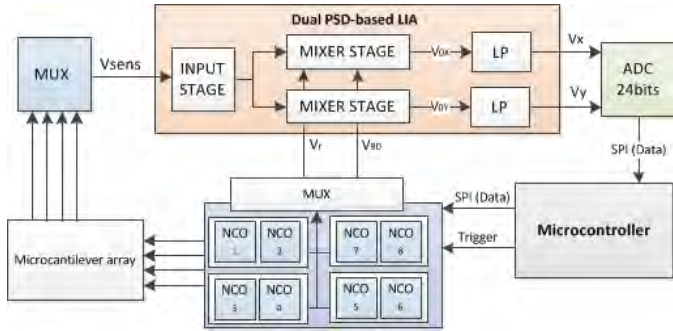 Dual PSD-based LIA
MUX
Vsens
INPUT
STAGE
MIXER STAGE
V0X
LP
Vx
MIXER STAGE
V0Y
LP
Vy
ADC
24bits
Vr
V90
SPI (Data)
MUX
SPI (Data)
Trigger
Microcontroller
Microcantilever array
NCO
1
NCO
2
NCO
7
NCO
8
NCO
3
NCO
4
NCO
5
NCO
6